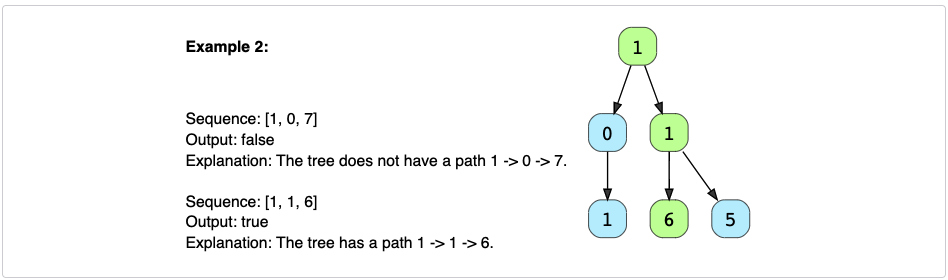 Example 2:
1
Sequence: [1, 0, 7]
Output: false
0 1
Explanation: The tree does not have a path 1 -> 0 -> 7.
Sequence: [1, 1, 6]
Output: true
1 6 5
Explanation: The tree has a path 1 -> 1 -> 6.